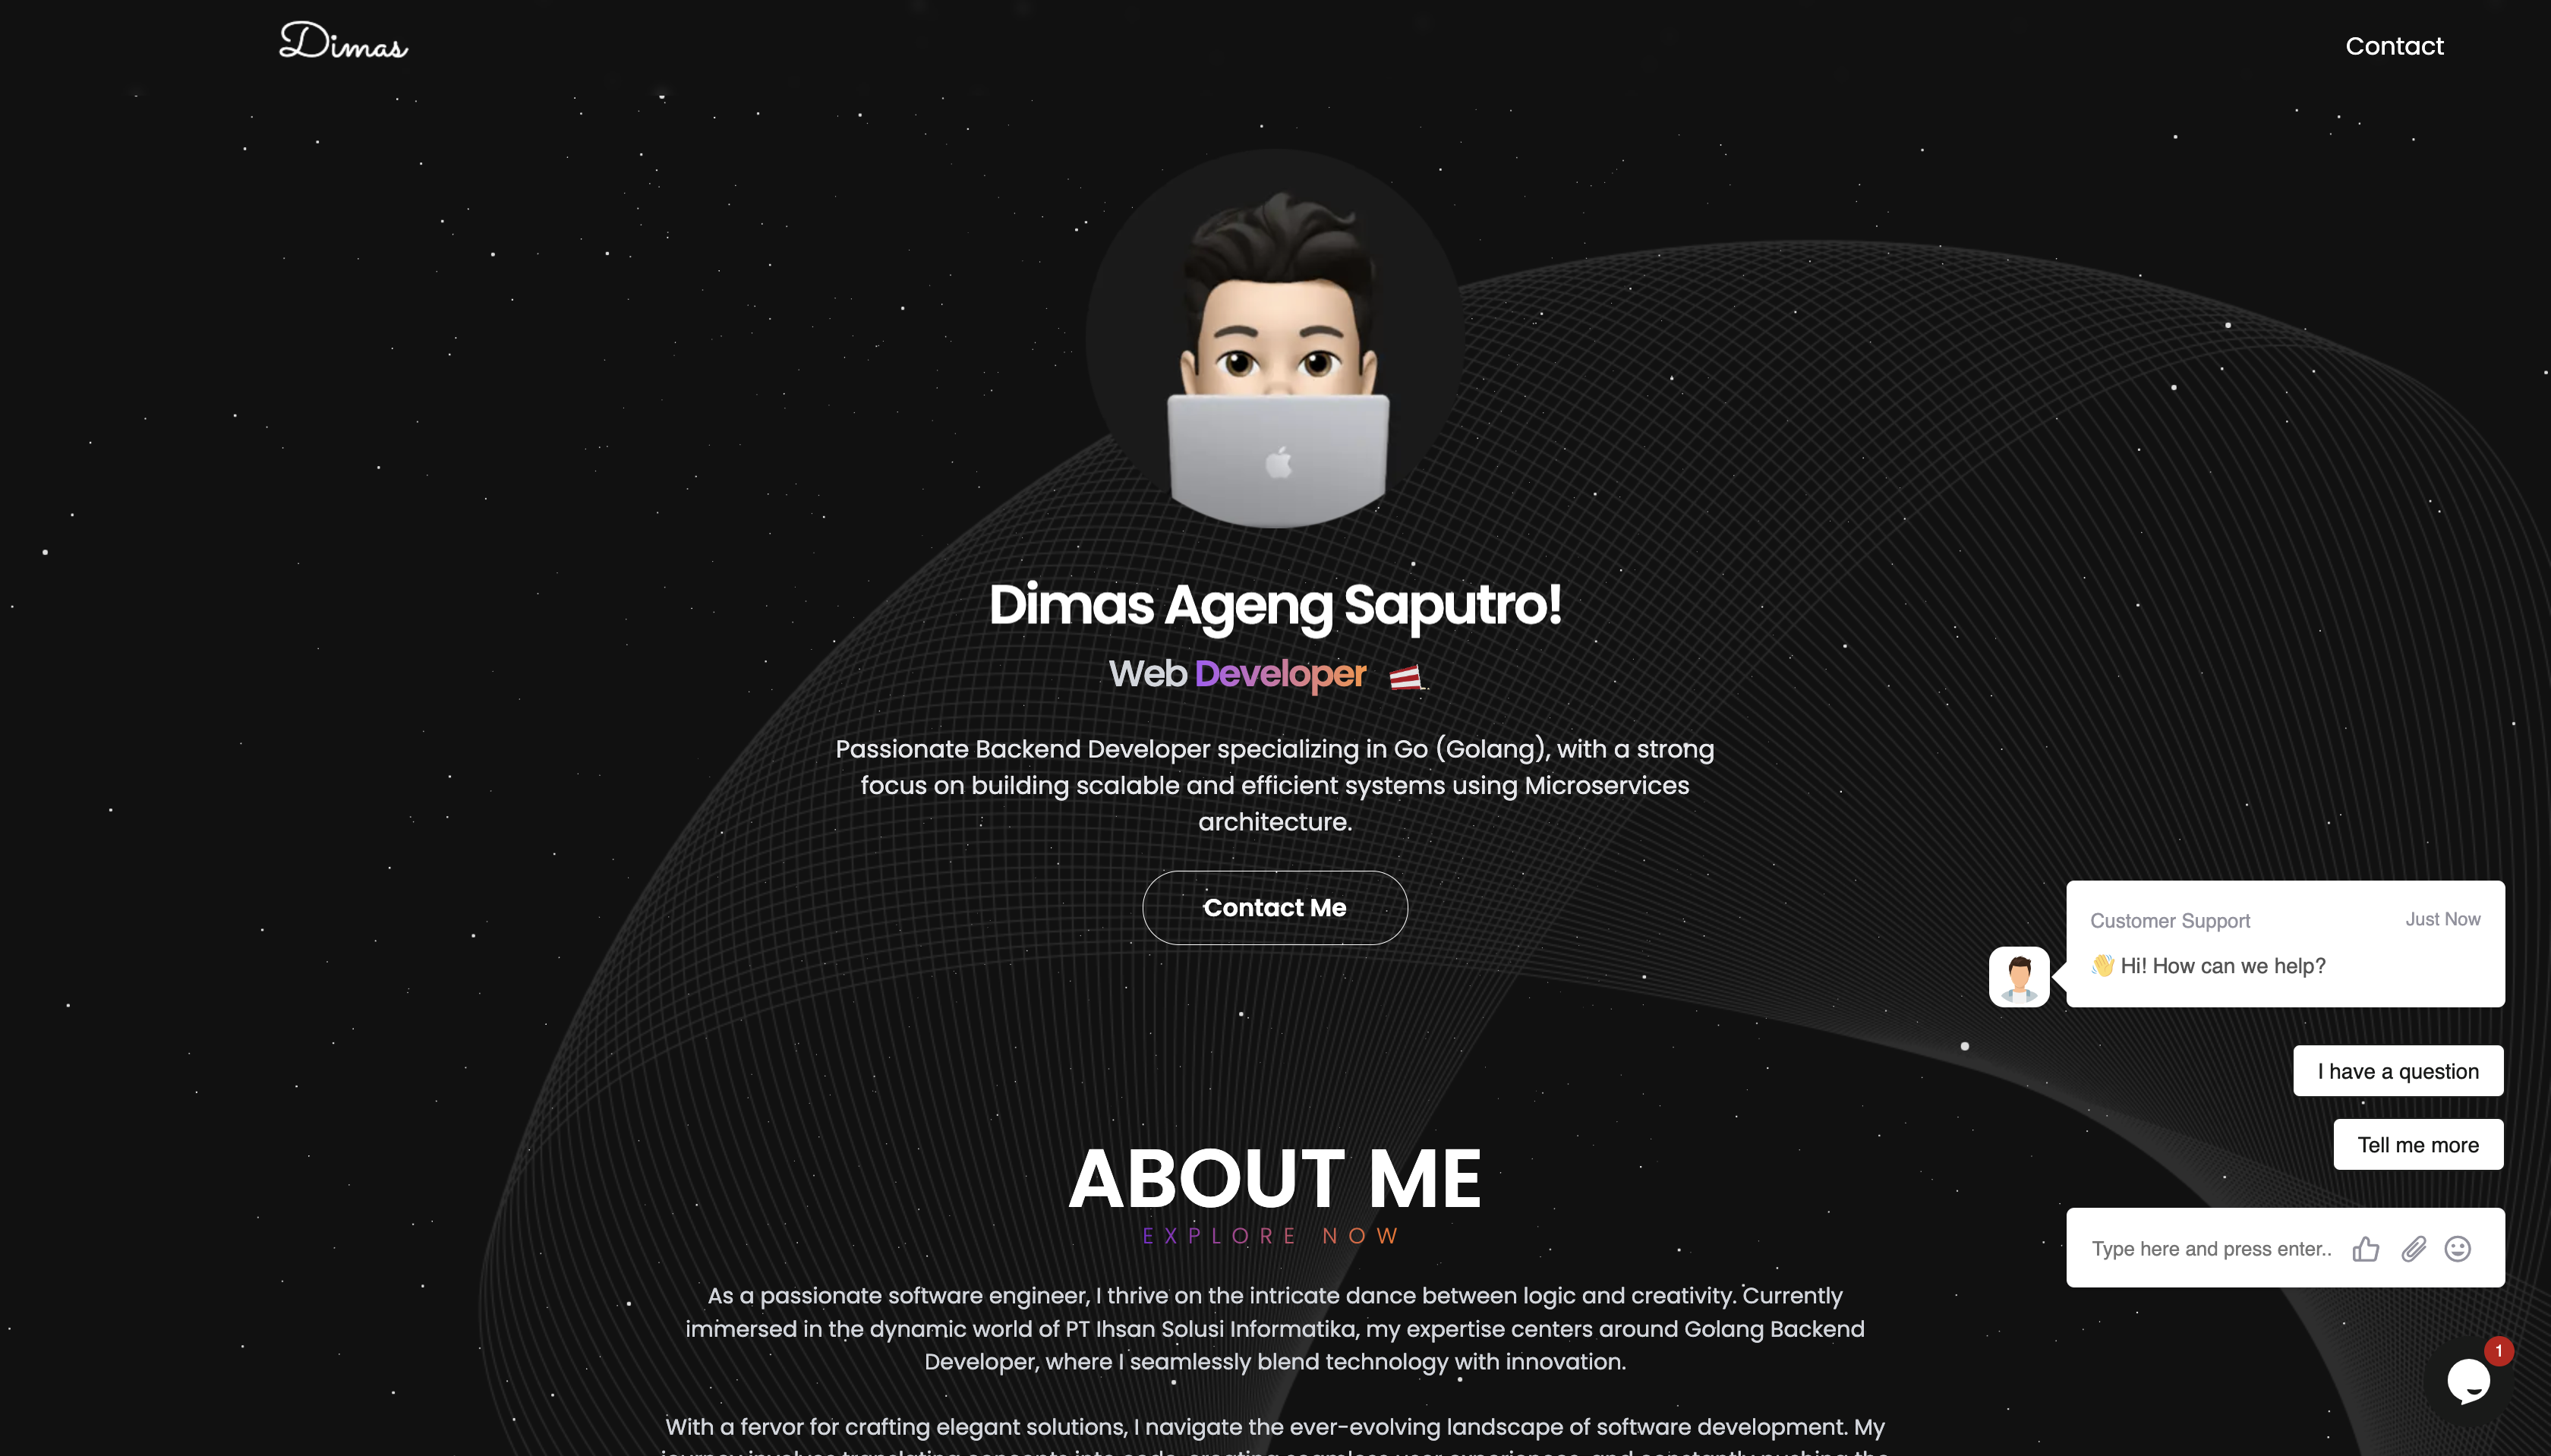 Dimas
Contact
Dimas Ageng Saputro!
Web Developer
Passionate Backend Developer specializing in Go (Golang), with a strong
focus on building scalable and efficient systems using Microservices
architecture.
Contact Me
Customer Support Just Now
👋 Hi! How can we help?
I have a question
Tell me more
Type here and press enter..
1
ABOUT ME
EXPLORE NOW
As a passionate software engineer, I thrive on the intricate dance between logic and creativity. Currently
immersed in the dynamic world of PT Ihsan Solusi Informatika, my expertise centers around Golang Backend
Developer, where I seamlessly blend technology with innovation.
With a fervor for crafting elegant solutions, I navigate the ever-evolving landscape of software development. My